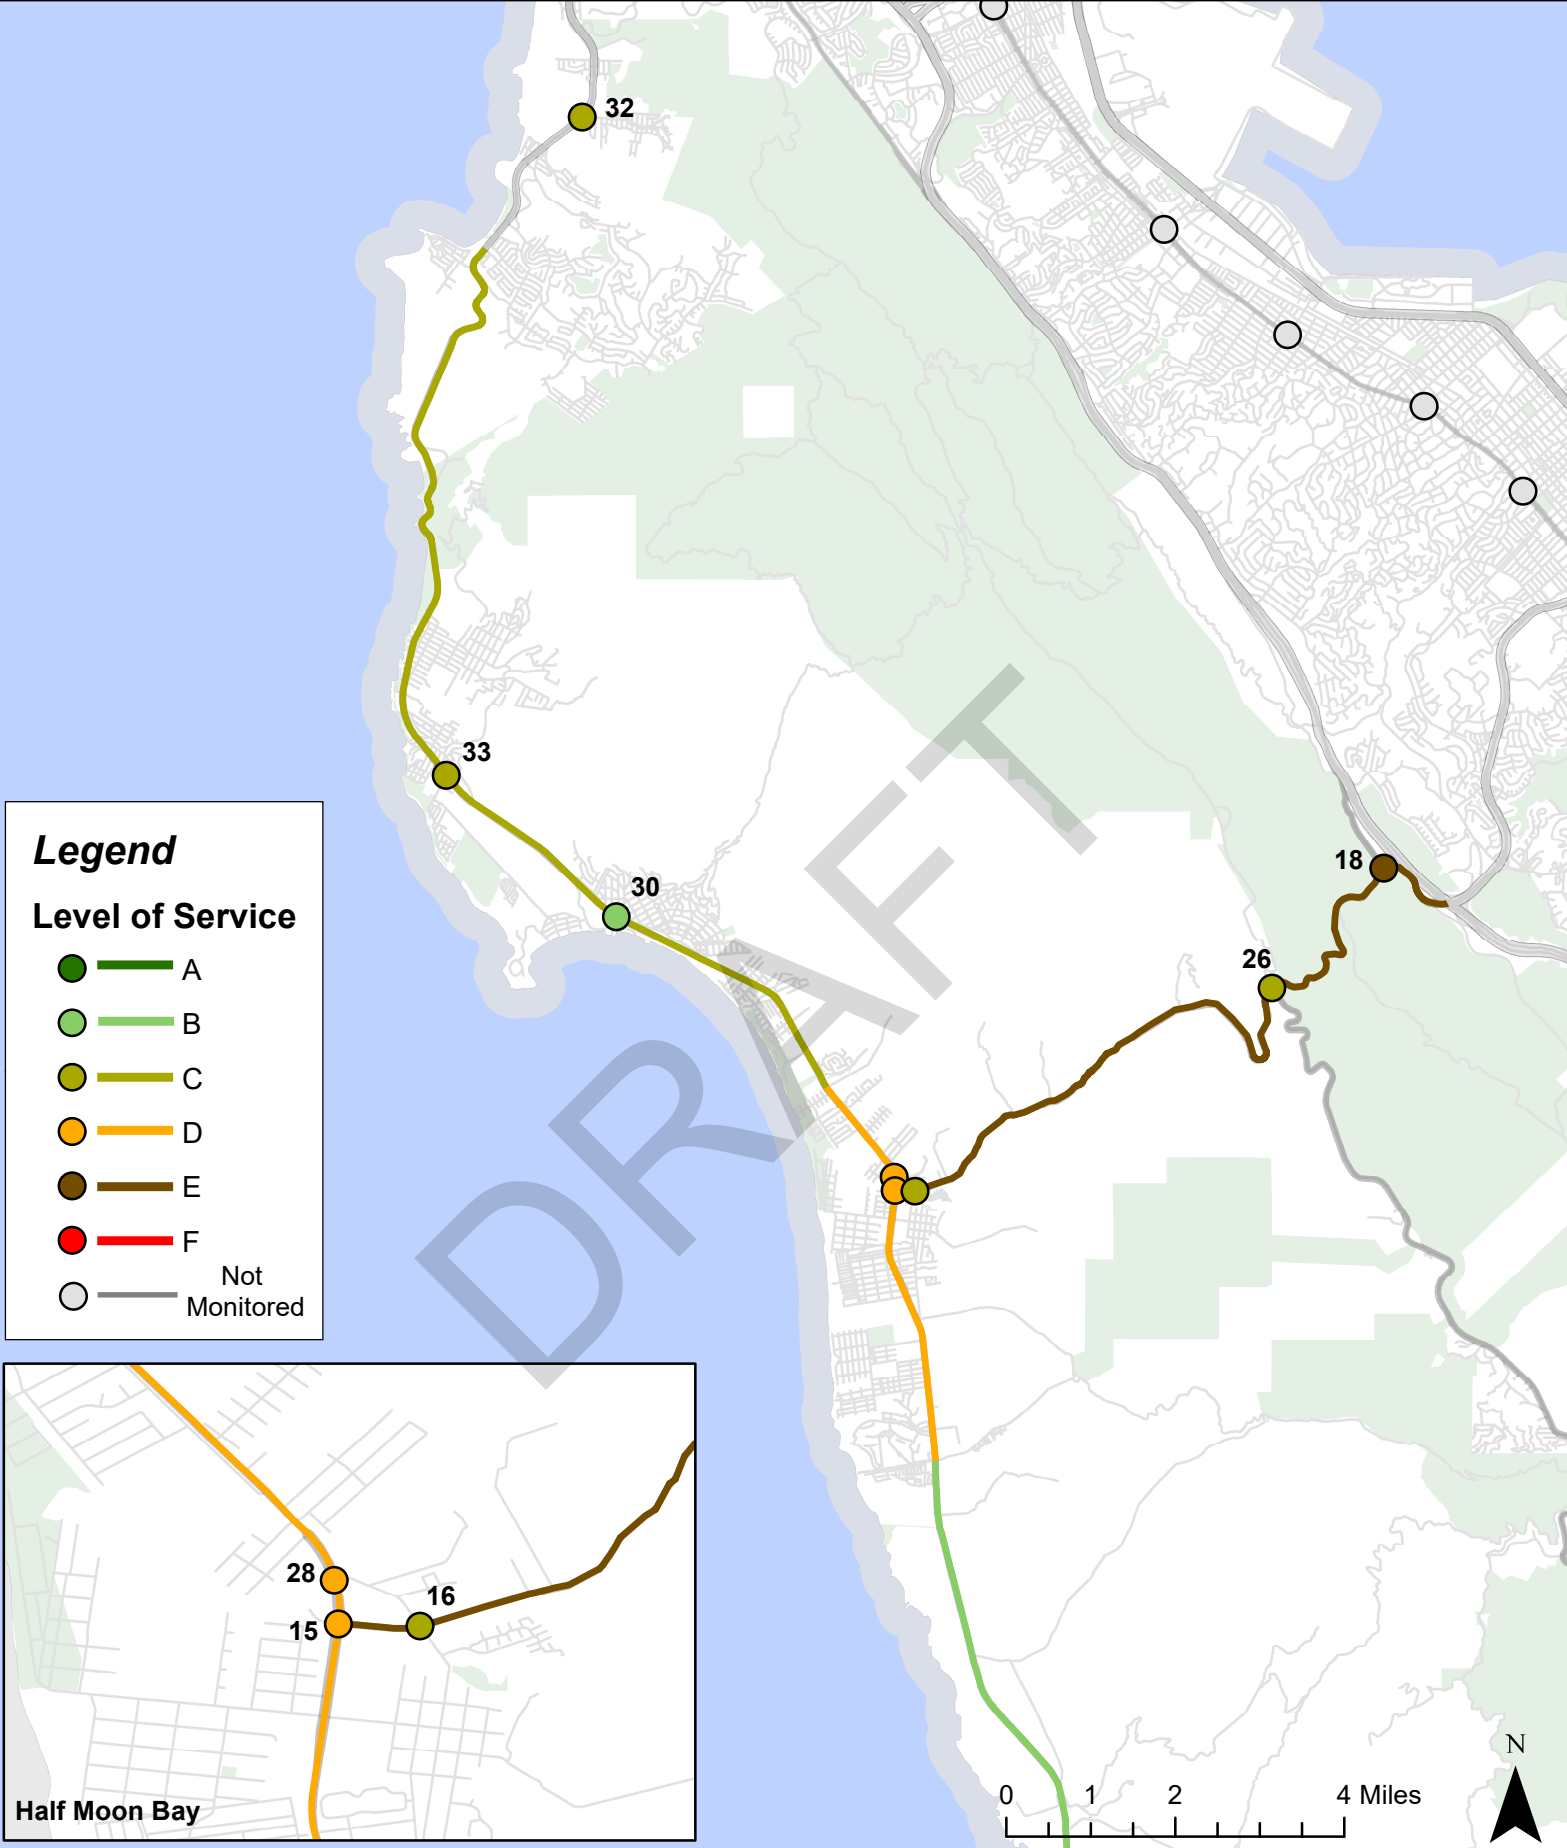 32
33
30
18
26
Legend
Level of Service
A
B
C
D
E
F
Not
Monitored
DRAFT
28
16
15
Half Moon Bay
N
0 1 2 4 Miles